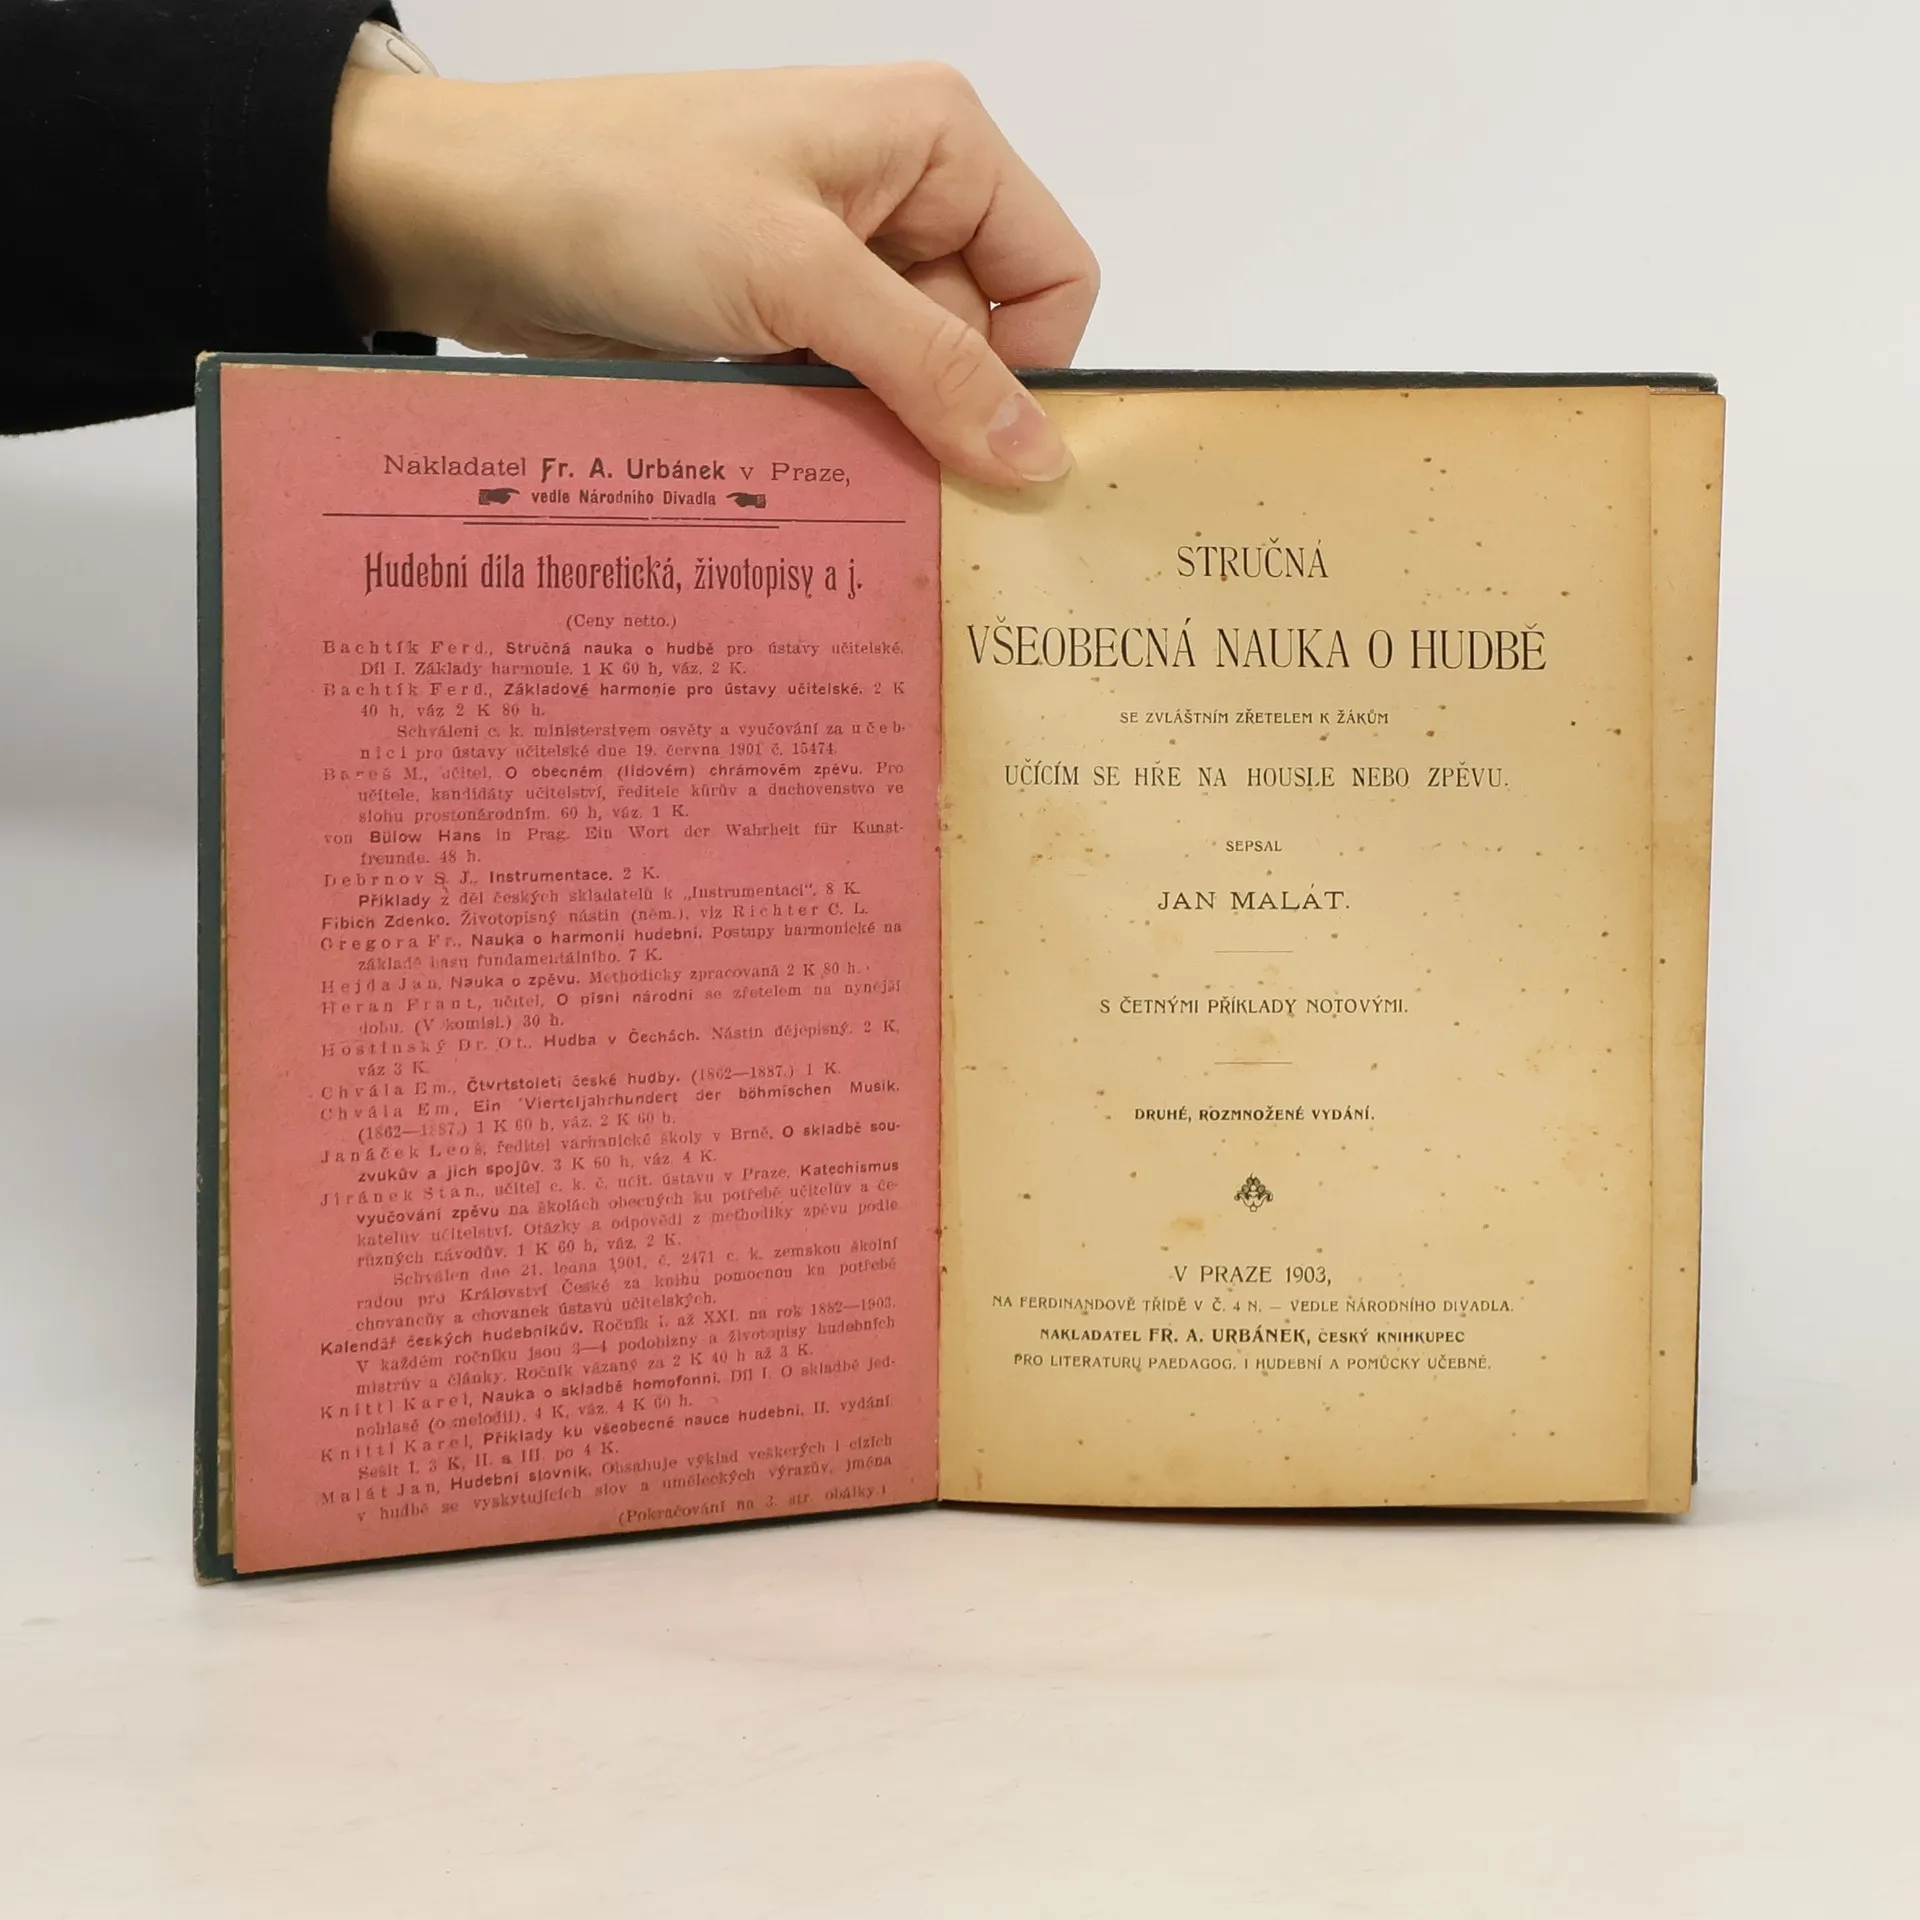 Nakladatel Fr. A. Urbánek v Praze,
vedle Národního Divadla
Hudební díla theoretická, životopisy a j.
(Ceny netto.)
Bachtík Ferd., Stručná nauka o hudbě pro ústavy učitelské.
Díl I. Základy harmonie. 1 K 60 h, váz. 2 K.
Bachtík Ferd., Základové harmonie pro ústavy učitelské. 2 K
40 h, váz 2 K 80 h.
Schválení c. k. ministerstvem osvěty a vyučování za učeb-
nici pro ústavy učitelské dne 19. června 1901 č. 15474.
Bareš M., učitel, O obecném (lidovém) chrámovém zpěvu. Pro
učitele, kandidáty učitelství, ředitele kůrův a duchovenstvo ve
slohu prostonárodním. 60 h, váz. 1 K.
von Bülow Hans in Prag. Ein Wort der Wahrheit für Kunst-
freunde. 48 h.
Debrnov S. J., Instrumentace. 2 K.
Příklady z děl českých skladatelů k „Instrumentaci“. 8 K.
Fibich Zdenko. Životopisný nástin (něm.), viz Richter C. L.
Gregora Fr., Nauka o harmonii hudební. Postupy harmonické na
základě basu fundamentálního. 7 K.
Hejda Jan, Nauka o zpěvu. Methodicky zpracovaná 2 K 80 h.
Heran Frant., učitel, O písni národní se zřetelem na nynější
dobu. (V komisi.) 30 h.
Hostinský Dr. Ot., Hudba v Čechách. Nástin dějepisný. 2 K,
váz 3 K.
Chvála Em., Čtvrtstoletí české hudby. (1862—1887.) 1 K.
Chvála Em, Ein Vierteljahrhundert der böhmischen Musik.
(1862—1887.) 1 K 60 h, váz. 2 K 60 h.
Janáček Leoš, ředitel varhanické školy v Brně, O skladbě sou-
zvukův a jich spojův. 3 K 60 h, váz. 4 K.
Jiránek Stan., učitel c. k. č. učit. ústavu v Praze, Katechismus
vyučování zpěvu na školách obecných ku potřebě učitelův a če-
katelův učitelství. Otázky a odpovědi z methodiky zpěvu podle
různých návodův. 1 K 60 h, váz. 2 K.
Schválen dne 21. ledna 1901, č. 2471 c. k. zemskou školní
radou pro Království České za knihu pomocnou ku potřebě
chovancův a chovanek ústavů učitelských.
Kalendář českých hudebníkův. Ročník I. až XXI. na rok 1882—1903.
V každém ročníku jsou 3—4 podobizny a životopisy hudebních
mistrův a články. Ročník vázaný za 2 K 40 h až 3 K.
Knittl Karel, Nauka o skladbě homofonní. Díl I. O skladbě jed-
nohlasé (o melodii), 4 K, váz. 4 K 60 h.
Knittl Karel, Příklady ku všeobecné nauce hudební. II. vydání.
Sešit I. 3 K, II. a III. po 4 K.
Malát Jan, Hudební slovník. Obsahuje výklad veškerých i cizích
v hudbě se vyskytujících slov a uměleckých výrazův, jména
(Pokračování na 3. str. obálky.)
STRUČNÁ
VŠEOBECNÁ NAUKA O HUDBĚ
SE ZVLÁŠTNÍM ZŘETELEM K ŽÁKŮM
UČÍCÍM SE HŘE NA HOUSLE NEBO ZPĚVU.
SEPSAL
JAN MALÁT.
S ČETNÝMI PŘÍKLADY NOTOVÝMI.
DRUHÉ, ROZMNOŽENÉ VYDÁNÍ.
V PRAZE 1903,
NA FERDINANDOVĚ TŘÍDĚ V Č. 4 N. — VEDLE NÁRODNÍHO DIVADLA.
NAKLADATEL FR. A. URBÁNEK, ČESKÝ KNIHKUPEC
PRO LITERATURU PAEDAGOG. I HUDEBNÍ A POMŮCKY UČEBNÉ.